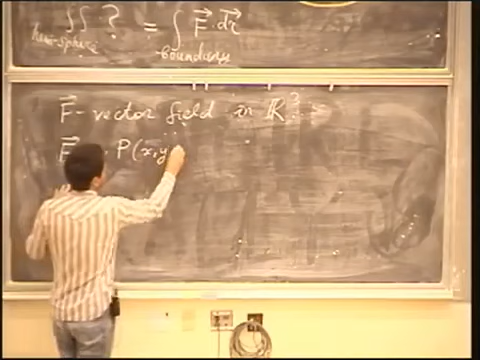 ∬ ? = ∫ F⃗ · dr⃗
hemi-sphere boundary
F⃗ - vector field in ℝ³
F⃗ P(x,y